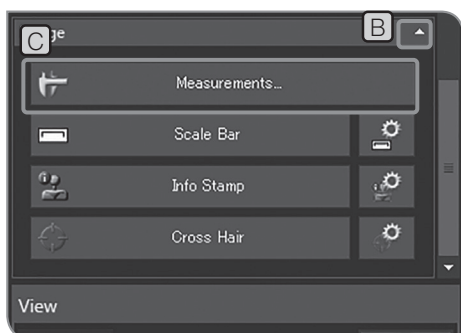 C
B
Measurements...
Scale Bar
Info Stamp
Cross Hair
View